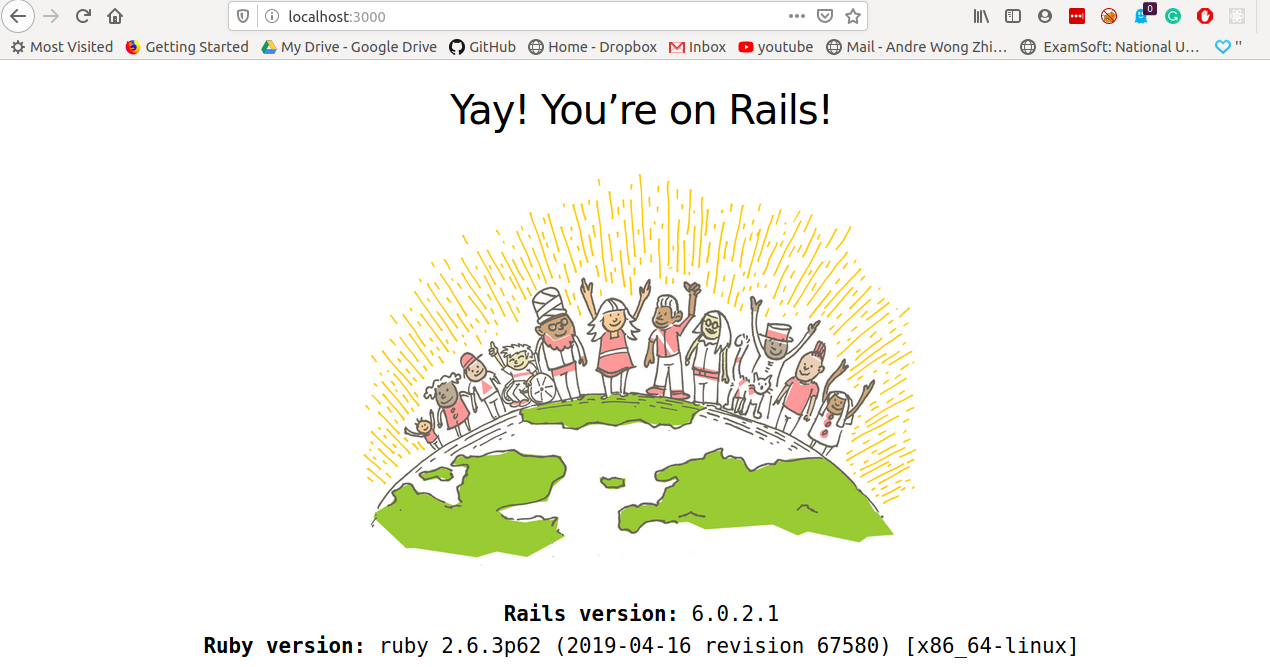 localhost:3000
0
Most Visited Getting Started My Drive - Google Drive GitHub Home - Dropbox Inbox youtube Mail - Andre Wong Zhi... ExamSoft: National U... ''
Yay! You’re on Rails!
Rails version: 6.0.2.1
Ruby version: ruby 2.6.3p62 (2019-04-16 revision 67580) [x86_64-linux]